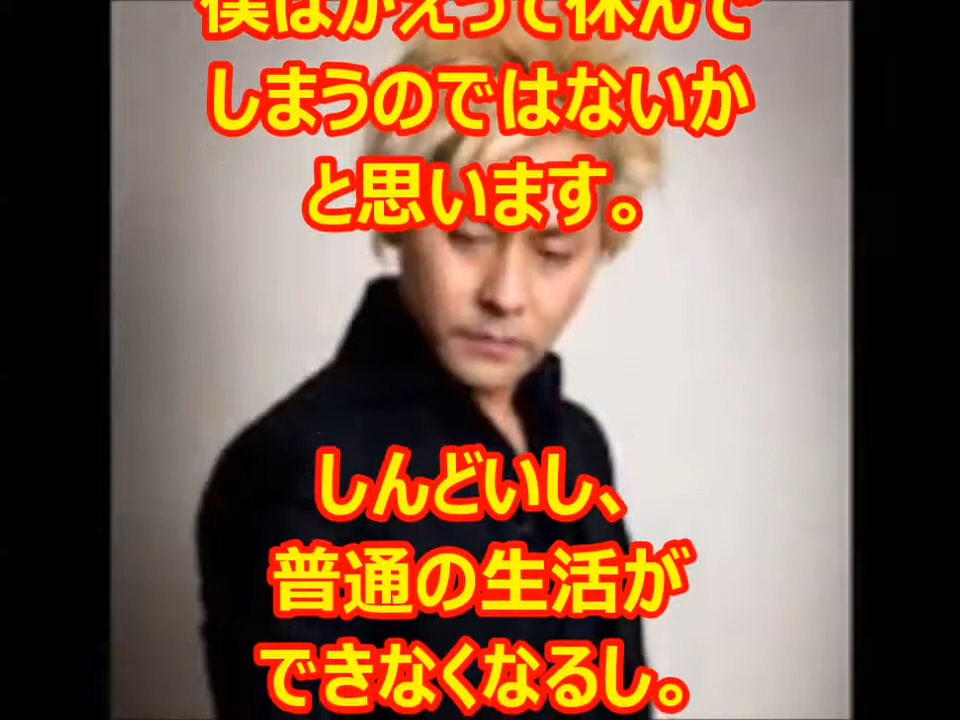 僕はかえって休んで
しまうのではないか
と思います。
しんどいし、
普通の生活が
できなくなるし。